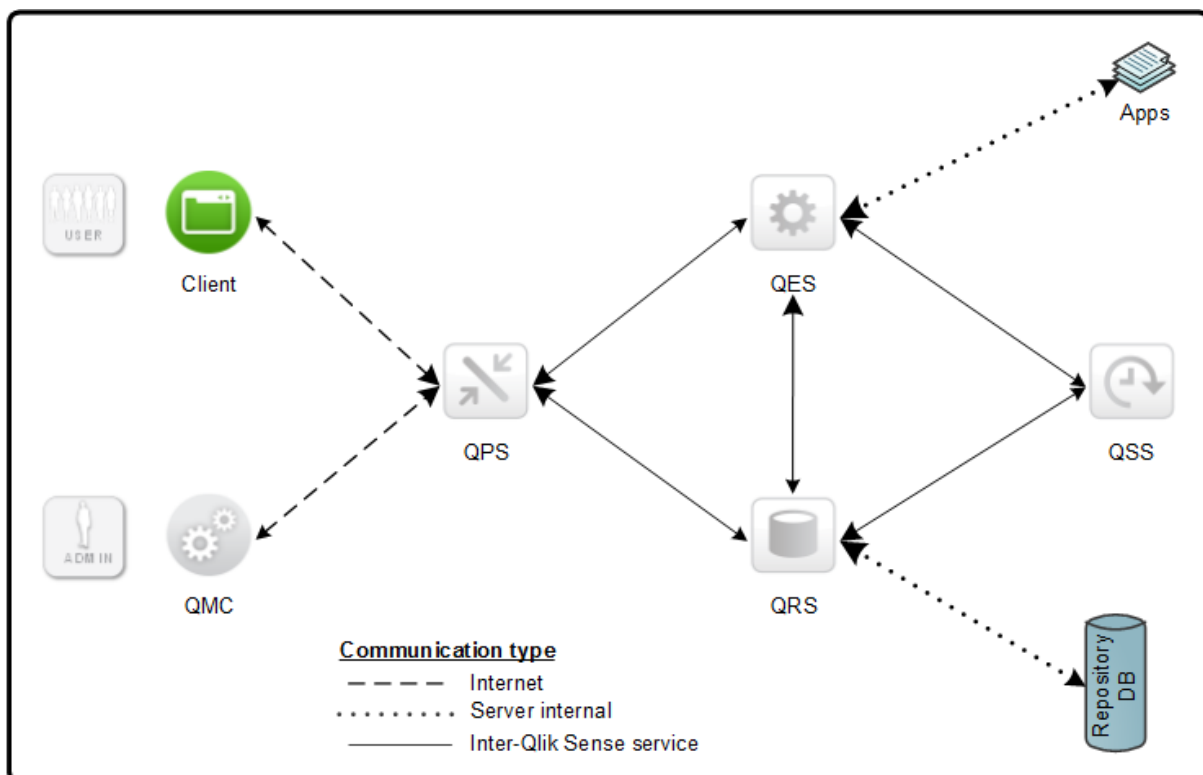 Apps
USER
Client
QES
QPS
QSS
ADMIN
QMC
QRS
Communication type
Internet
Server internal
Inter-Qlik Sense service
Repository
DB